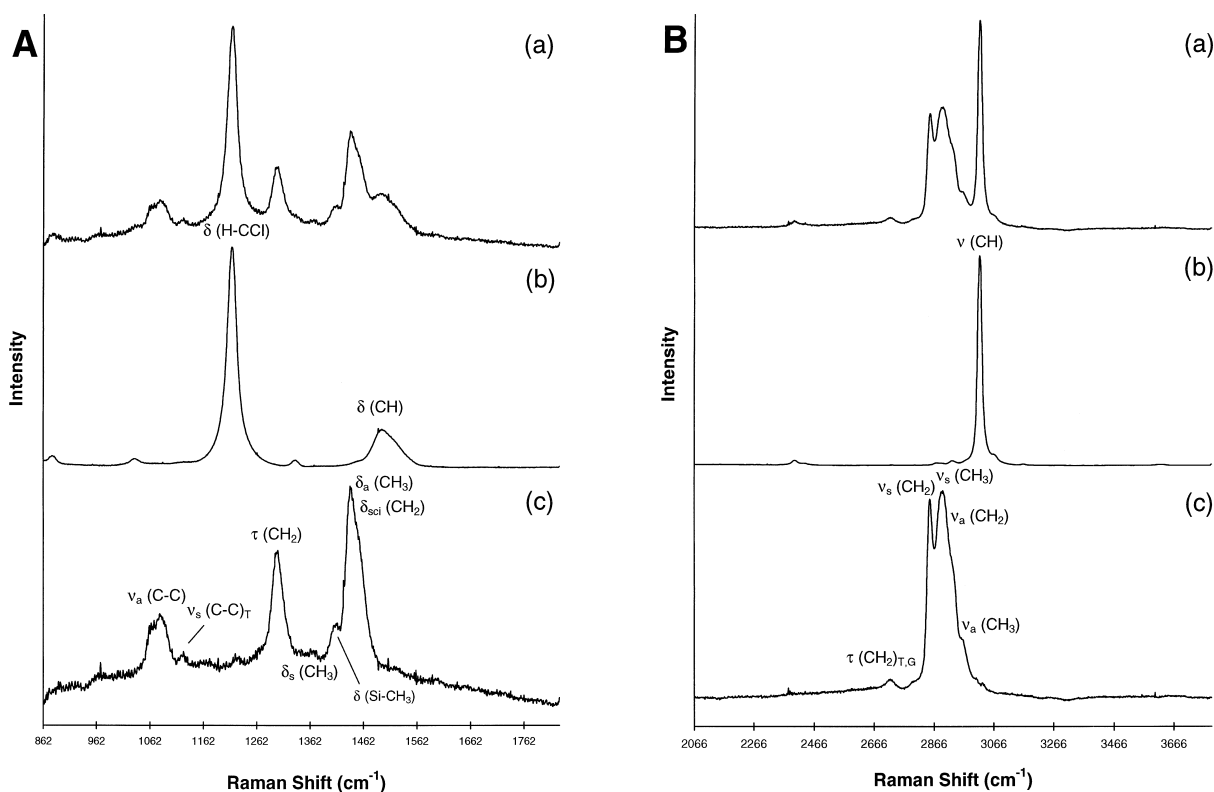 A
(a)
δ (H-CCl)
(b)
δ (CH)
δa (CH3)
δsci (CH2)
(c)
τ (CH2)
νa (C-C)
νs (C-C)T
δs (CH3)
δ (Si-CH3)
Intensity
862 962 1062 1162 1262 1362 1462 1562 1662 1762
Raman Shift (cm-1)
B
(a)
ν (CH)
(b)
νs (CH3)
νs (CH2)
(c)
νa (CH2)
νa (CH3)
τ (CH2)T,G
Intensity
2066 2266 2466 2666 2866 3066 3266 3466 3666
Raman Shift (cm-1)